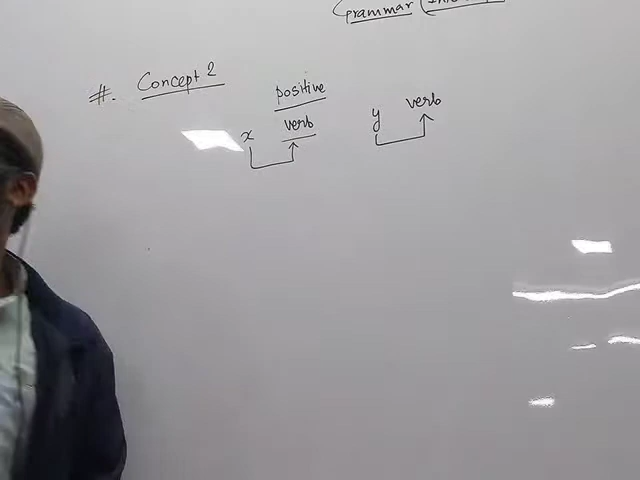 Grammar (
#. Concept 2
positive
x verb y verb